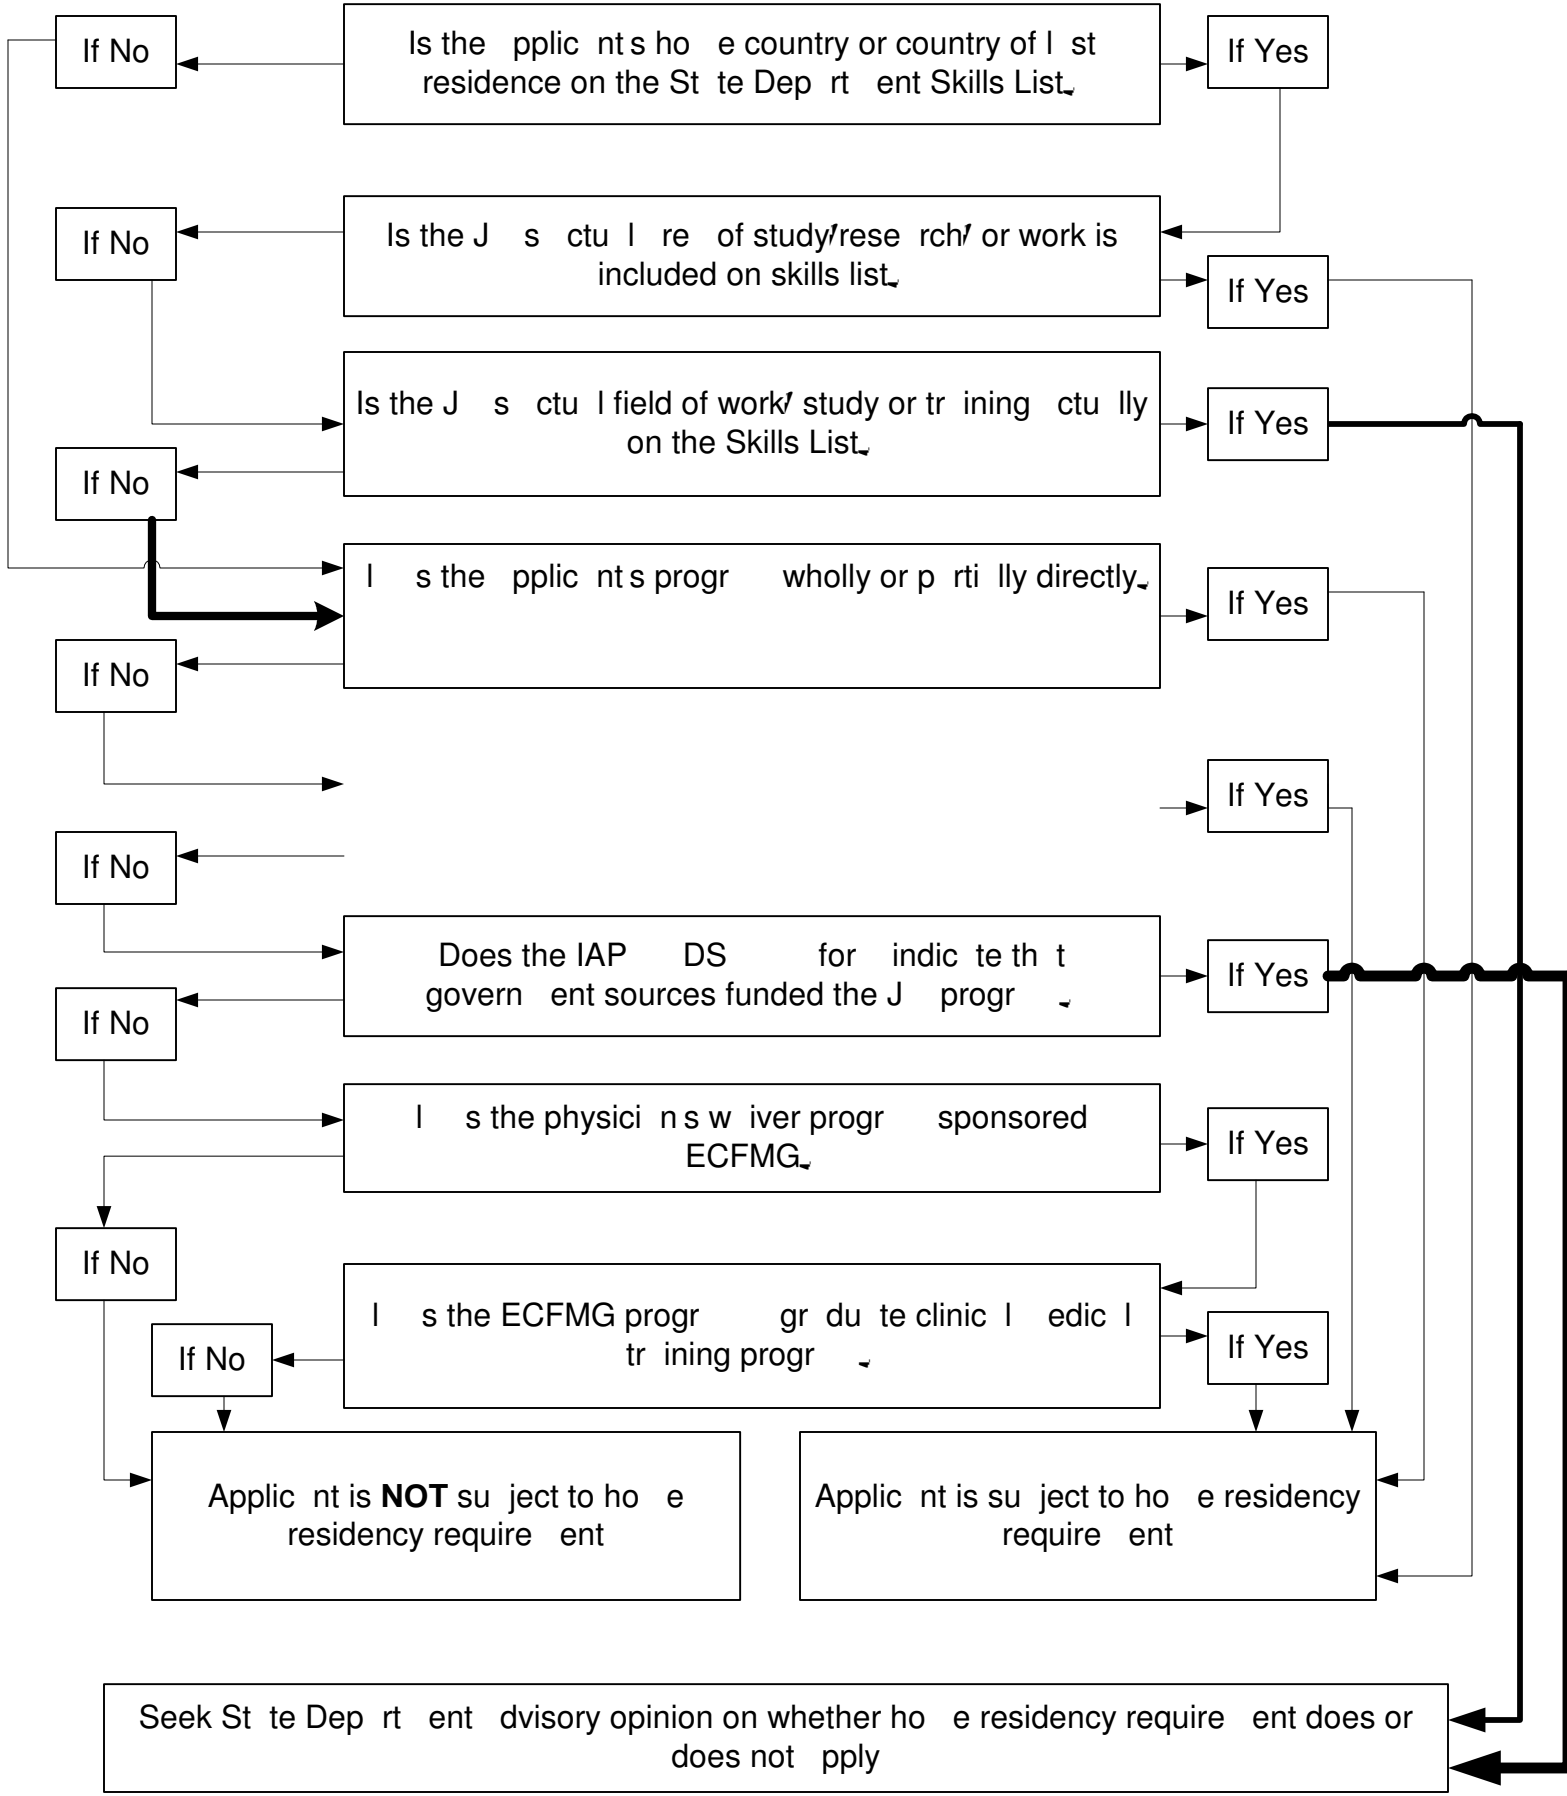 If No
Is the pplic nt s ho e country or country of l st
residence on the St te Dep rt ent Skills List
If Yes
If No
Is the J s ctu l re of study rese rch or work is
included on skills list
If Yes
Is the J s ctu l field of work study or tr ining ctu lly
on the Skills List
If Yes
If No
I s the pplic nt s progr wholly or p rti lly directly
If Yes
If No
If Yes
If No
Does the IAP DS for indic te th t
govern ent sources funded the J progr
If Yes
If No
I s the physici n s w iver progr sponsored
ECFMG
If Yes
If No
I s the ECFMG progr gr du te clinic l edic l
tr ining progr
If Yes
If No
Applic nt is NOT su ject to ho e
residency require ent
Applic nt is su ject to ho e residency
require ent
Seek St te Dep rt ent dvisory opinion on whether ho e residency require ent does or
does not pply